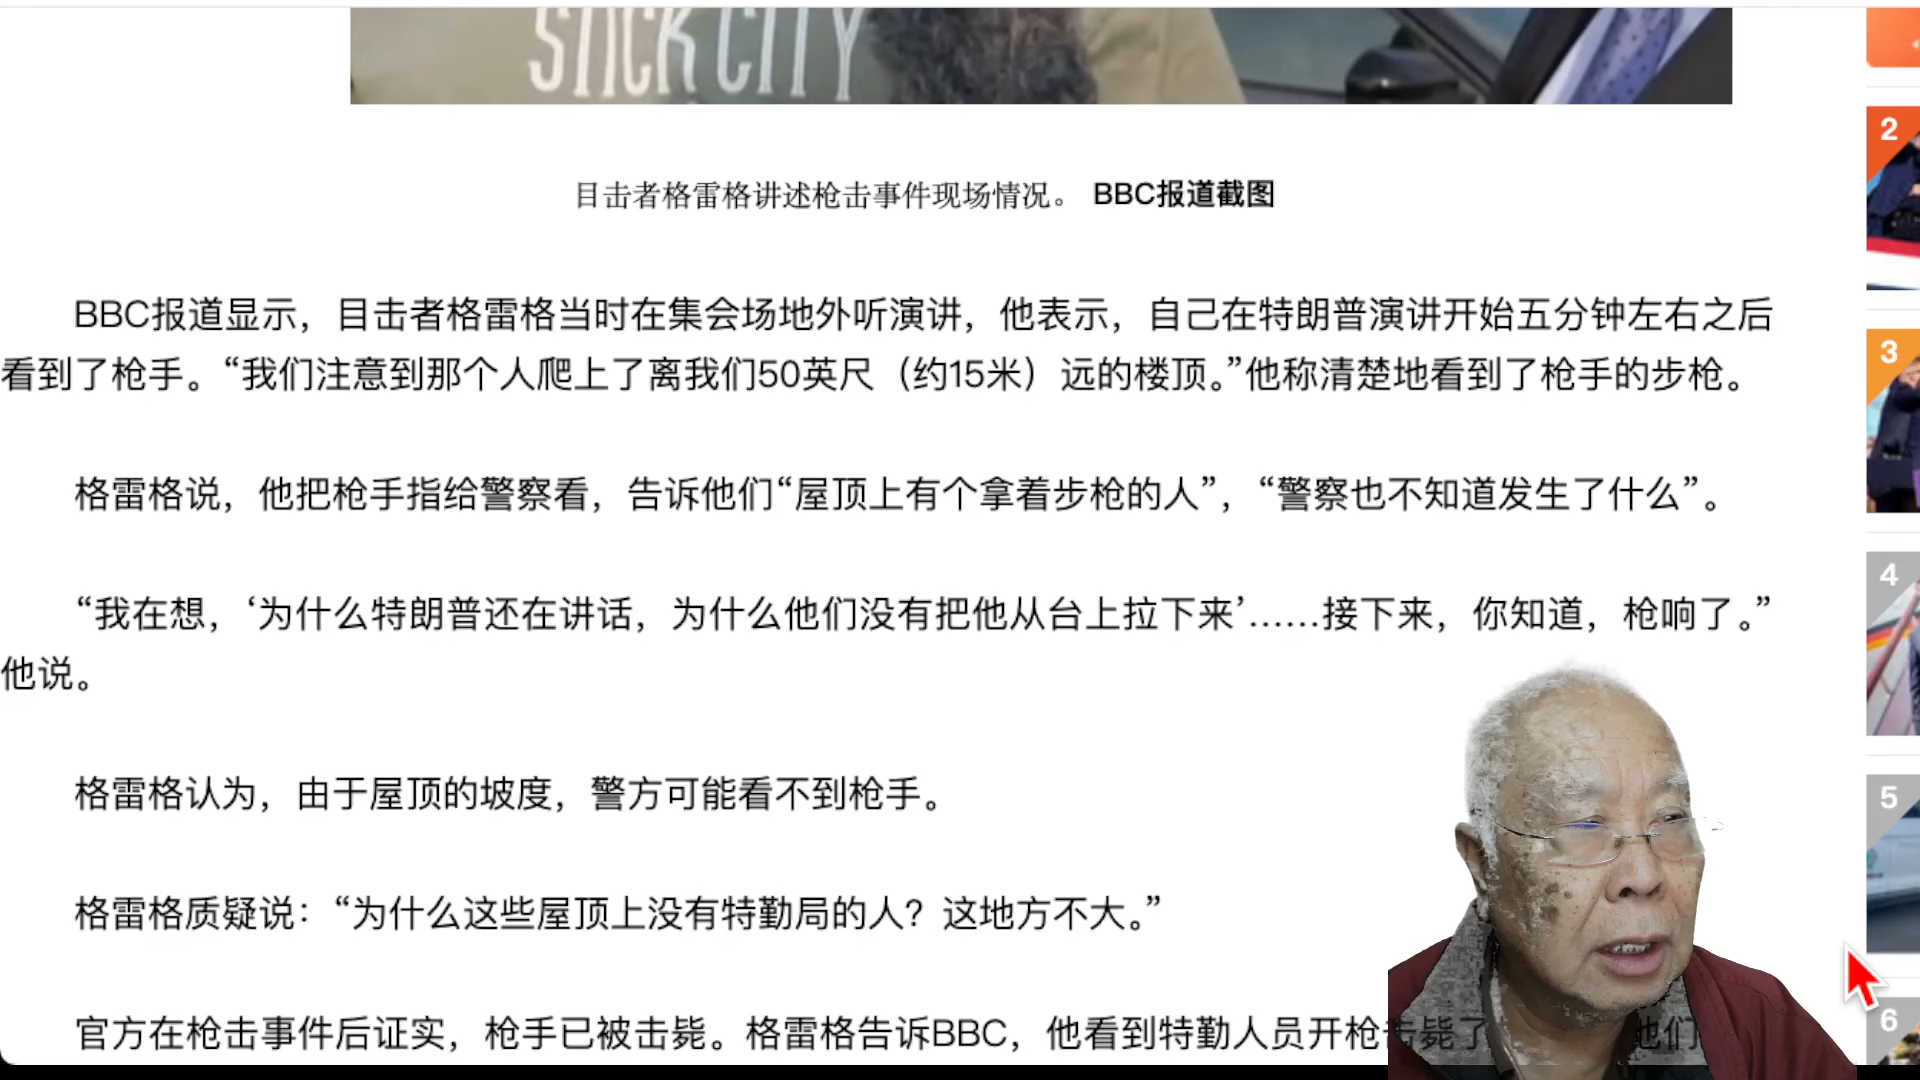 STICK CITY
目击者格雷格讲述枪击事件现场情况。 BBC报道截图
2
BBC报道显示，目击者格雷格当时在集会场地外听演讲，他表示，自己在特朗普演讲开始五分钟左右之后
看到了枪手。“我们注意到那个人爬上了离我们50英尺（约15米）远的楼顶。”他称清楚地看到了枪手的步枪。
3
格雷格说，他把枪手指给警察看，告诉他们“屋顶上有个拿着步枪的人”，“警察也不知道发生了什么”。
4
“我在想，‘为什么特朗普还在讲话，为什么他们没有把他从台上拉下来’……接下来，你知道，枪响了。”
他说。
格雷格认为，由于屋顶的坡度，警方可能看不到枪手。
5
格雷格质疑说：“为什么这些屋顶上没有特勤局的人？这地方不大。”
官方在枪击事件后证实，枪手已被击毙。格雷格告诉BBC，他看到特勤人员开枪击毙了 他们
6